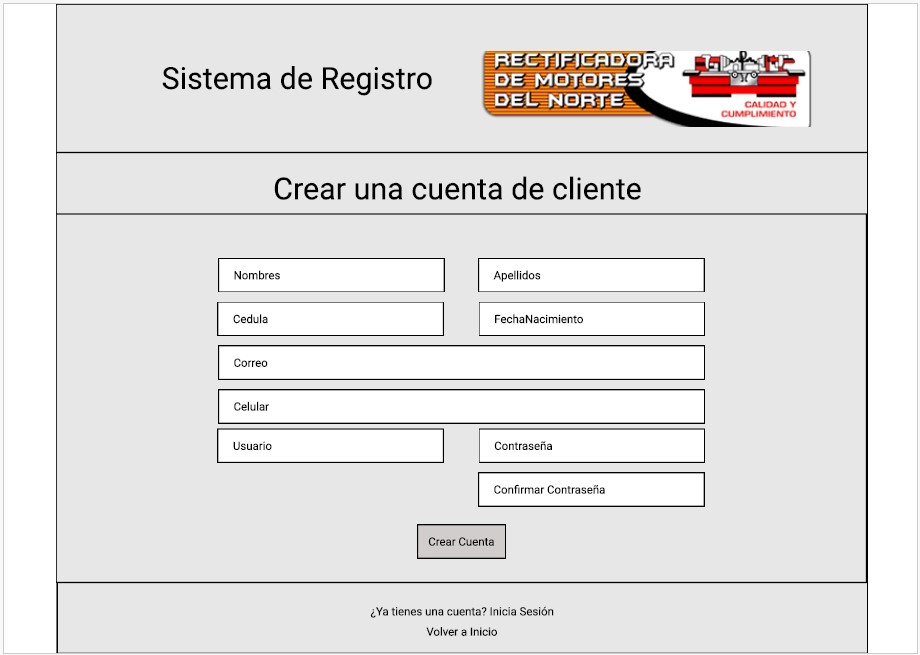 Sistema de Registro
RECTIFICADORA
DE MOTORES
DEL NORTE
CALIDAD Y
CUMPLIMIENTO
Crear una cuenta de cliente
Nombres
Apellidos
Cedula
FechaNacimiento
Correo
Celular
Usuario
Contraseña
Confirmar Contraseña
Crear Cuenta
¿Ya tienes una cuenta? Inicia Sesión
Volver a Inicio